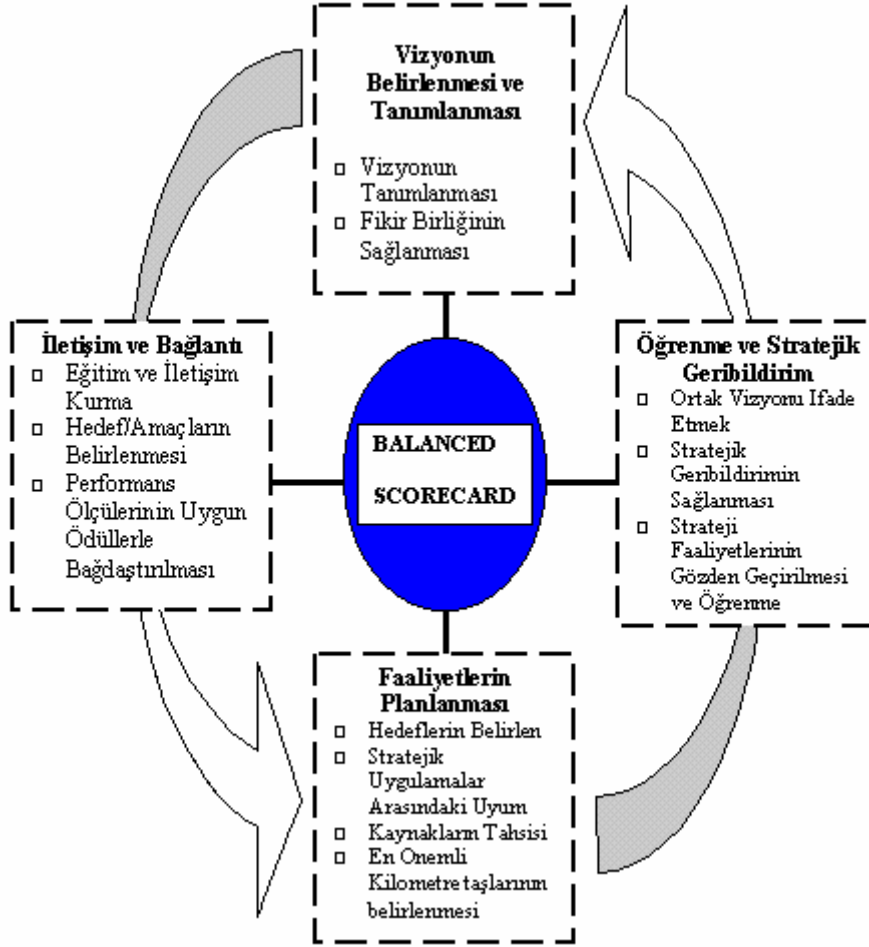 Vizyonun
Belirlenmesi ve
Tanımlanması
Vizyonun
Tanımlanması
Fikir Birliğinin
Sağlanması
İletişim ve Bağlantı
Eğitim ve İletişim
Kurma
Hedef/Amaçların
Belirlenmesi
Performans
Ölçülerinin Uygun
Ödüllerle
Bağdaştırılması
BALANCED
SCORECARD
Öğrenme ve Stratejik
Geribildirim
Ortak Vizyonu Ifade
Etmek
Stratejik
Geribildirimin
Sağlanması
Strateji
Faaliyetlerinin
Gözden Geçirilmesi
ve Öğrenme
Faaliyetlerin
Planlanması
Hedeflerin Belirlen
Stratejik
Uygulamalar
Arasındaki Uyum
Kaynakların Tahsisi
En Onemli
Kilometre taşlarının
belirlenmesi